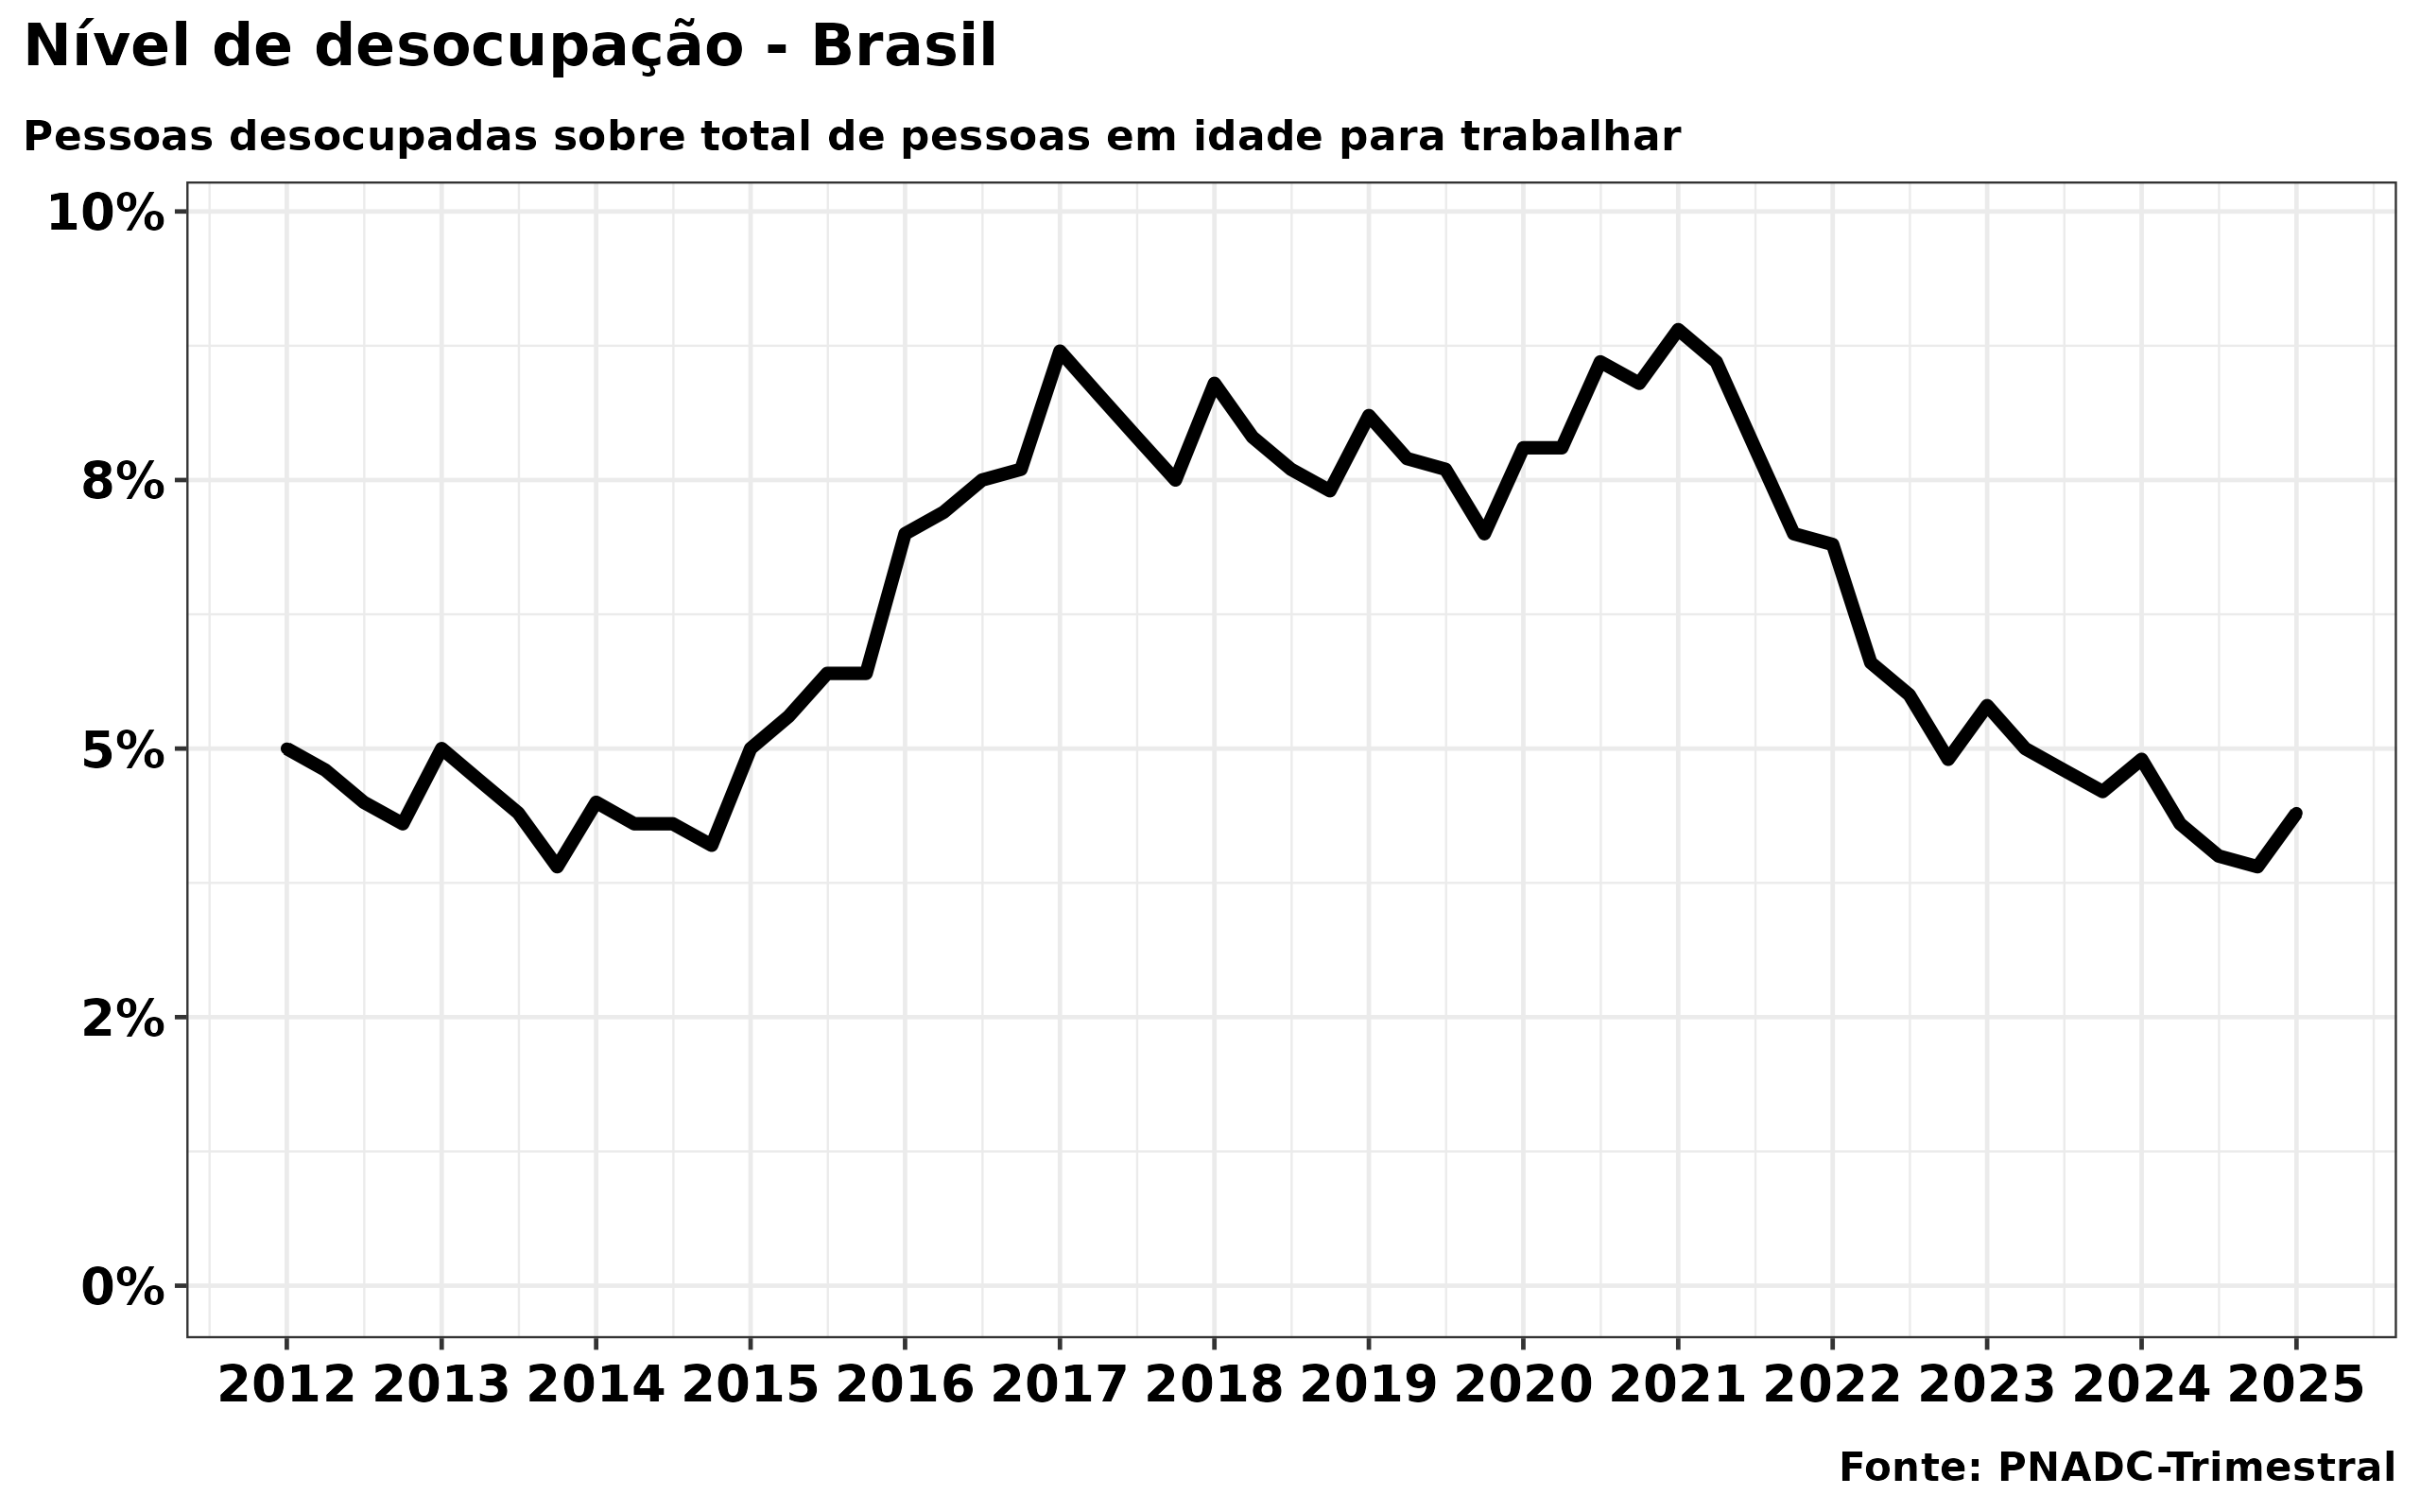 Nível de desocupação - Brasil
Pessoas desocupadas sobre total de pessoas em idade para trabalhar
10%
8%
5%
2%
0%
2012 2013 2014 2015 2016 2017 2018 2019 2020 2021 2022 2023 2024 2025
Fonte: PNADC-Trimestral